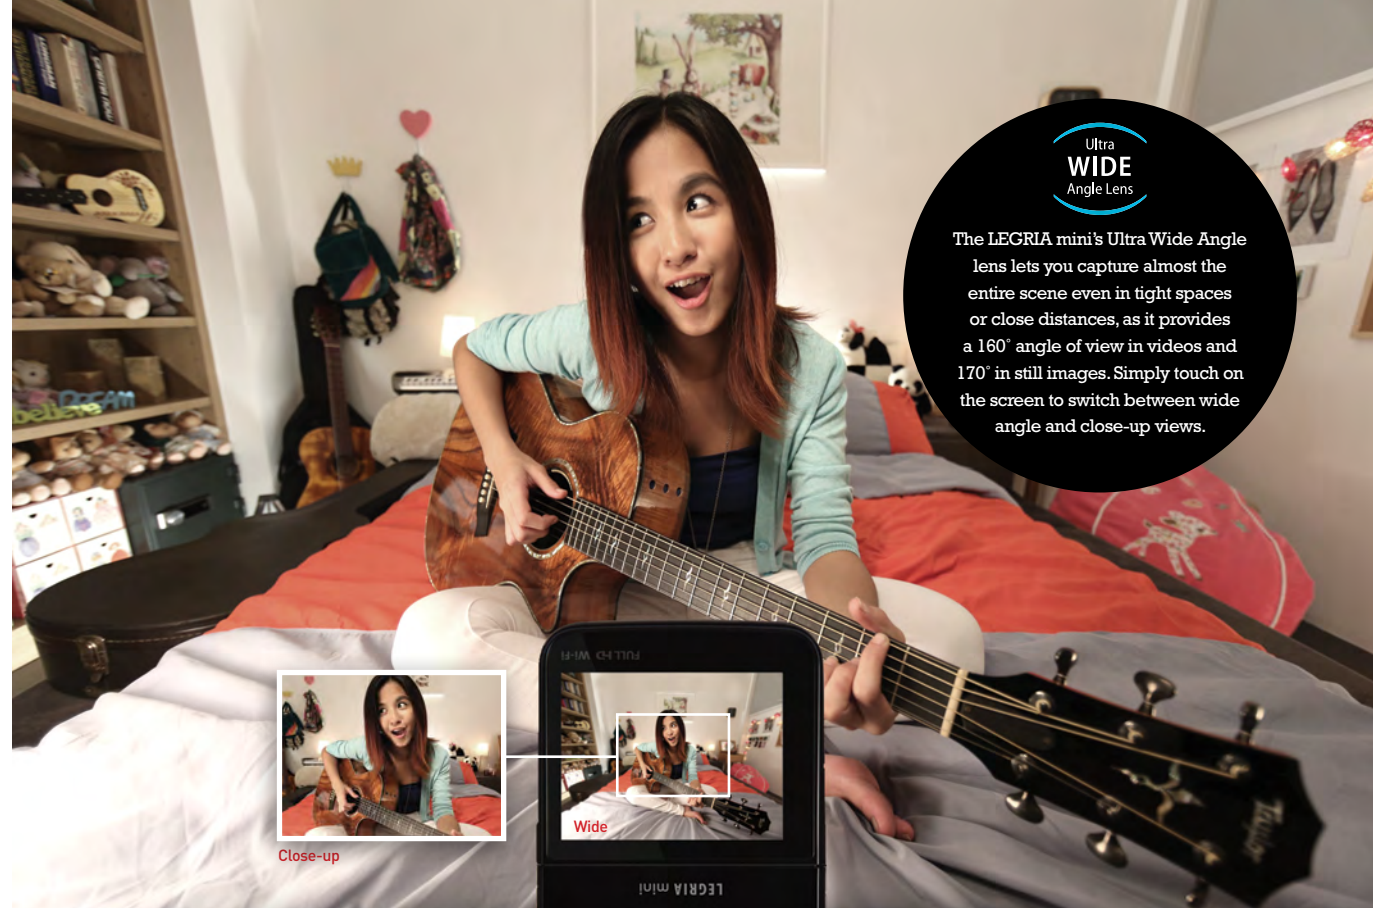 Ultra
WIDE
Angle Lens
The LEGRIA mini's Ultra Wide Angle
lens lets you capture almost the
entire scene even in tight spaces
or close distances, as it provides
a 160° angle of view in videos and
170° in still images. Simply touch on
the screen to switch between wide
angle and close-up views.
DREAM
believe
FULL HD Wi-Fi
Wide
Close-up
LEGRIA mini
Taylor